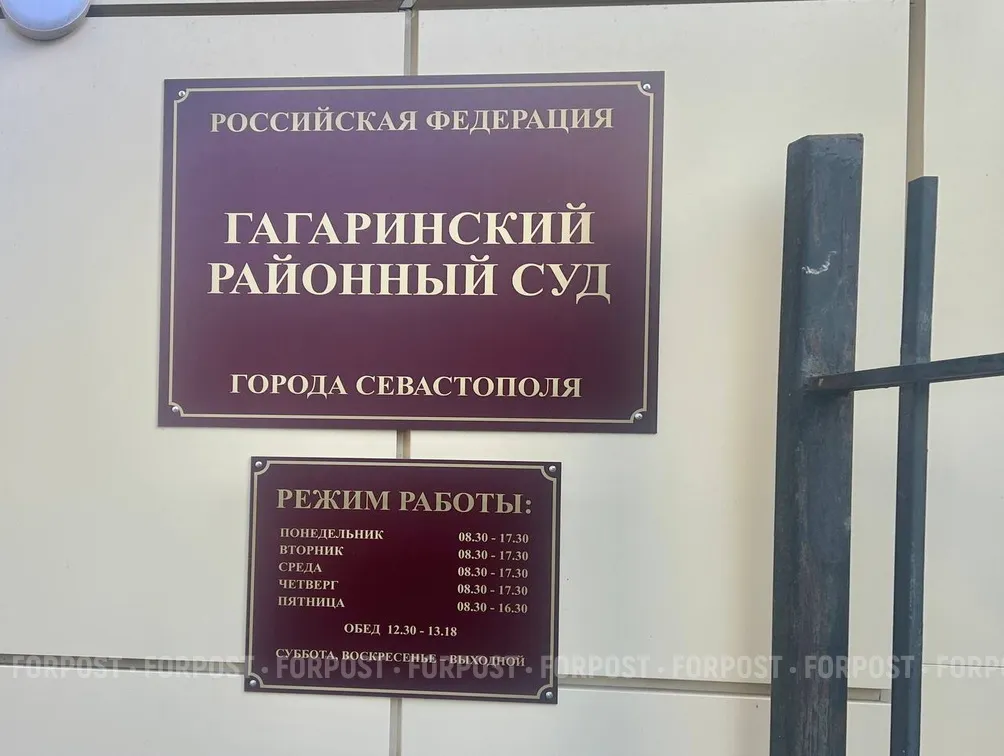 РОССИЙСКАЯ ФЕДЕРАЦИЯ
ГАГАРИНСКИЙ
РАЙОННЫЙ СУД
ГОРОДА СЕВАСТОПОЛЯ
РЕЖИМ РАБОТЫ:
ПОНЕДЕЛЬНИК 08.30 - 17.30
ВТОРНИК 08.30 - 17.30
СРЕДА 08.30 - 17.30
ЧЕТВЕРГ 08.30 - 17.30
ПЯТНИЦА 08.30 - 16.30
ОБЕД 12.30 - 13.18
СУББОТА, ВОСКРЕСЕНЬЕ - ВЫХОДНОЙ
FORPOST · FORPOST · FORPOST · FORPOST · FORPOST · FORPOST · FORPOST · FORP